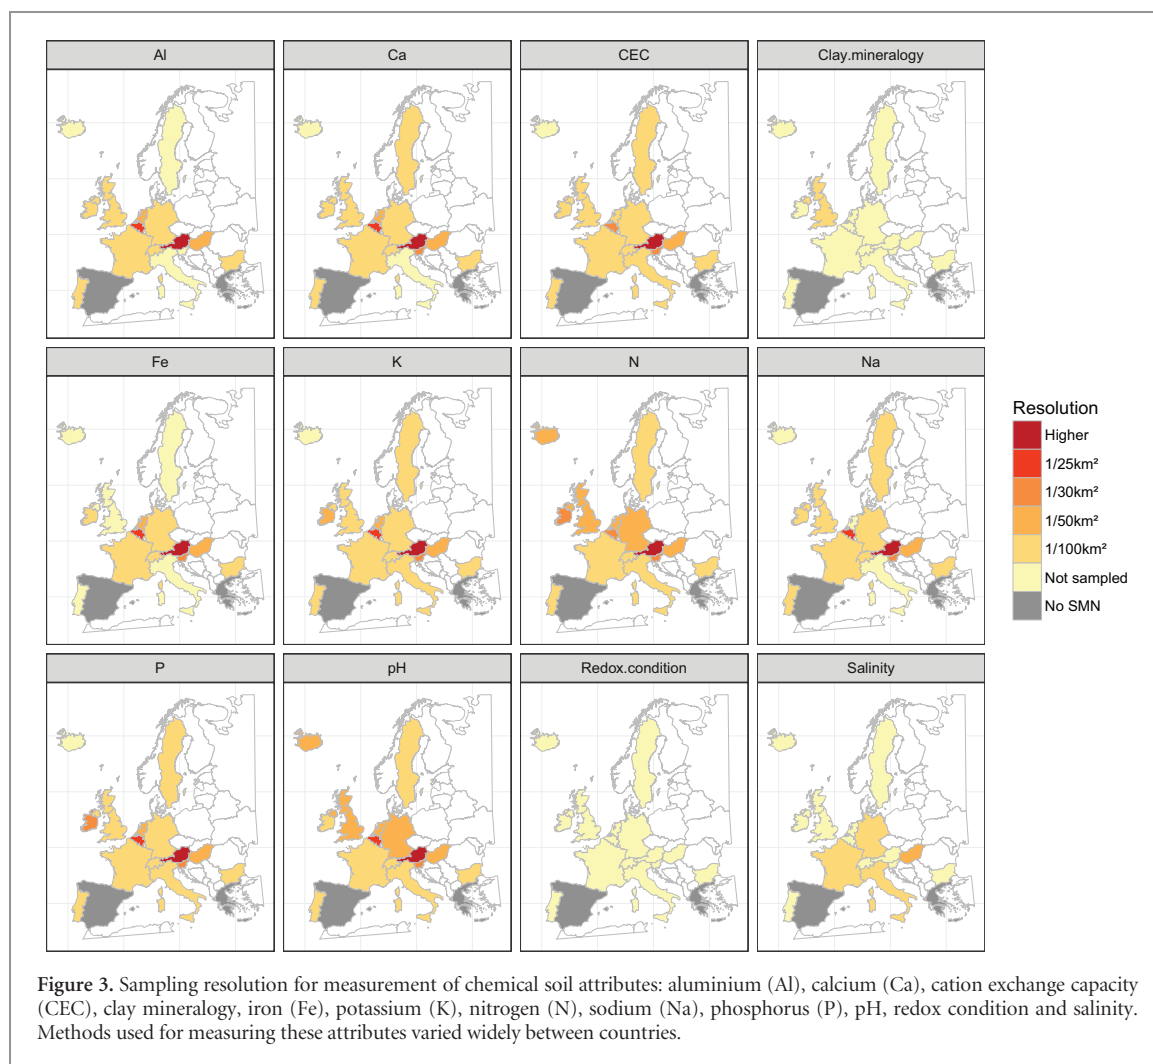 Al Ca CEC Clay.mineralogy
Fe K N Na
Resolution
Higher
1/25km²
1/30km²
1/50km²
1/100km²
Not sampled
No SMN
P pH Redox.condition Salinity
Figure 3. Sampling resolution for measurement of chemical soil attributes: aluminium (Al), calcium (Ca), cation exchange capacity
(CEC), clay mineralogy, iron (Fe), potassium (K), nitrogen (N), sodium (Na), phosphorus (P), pH, redox condition and salinity.
Methods used for measuring these attributes varied widely between countries.